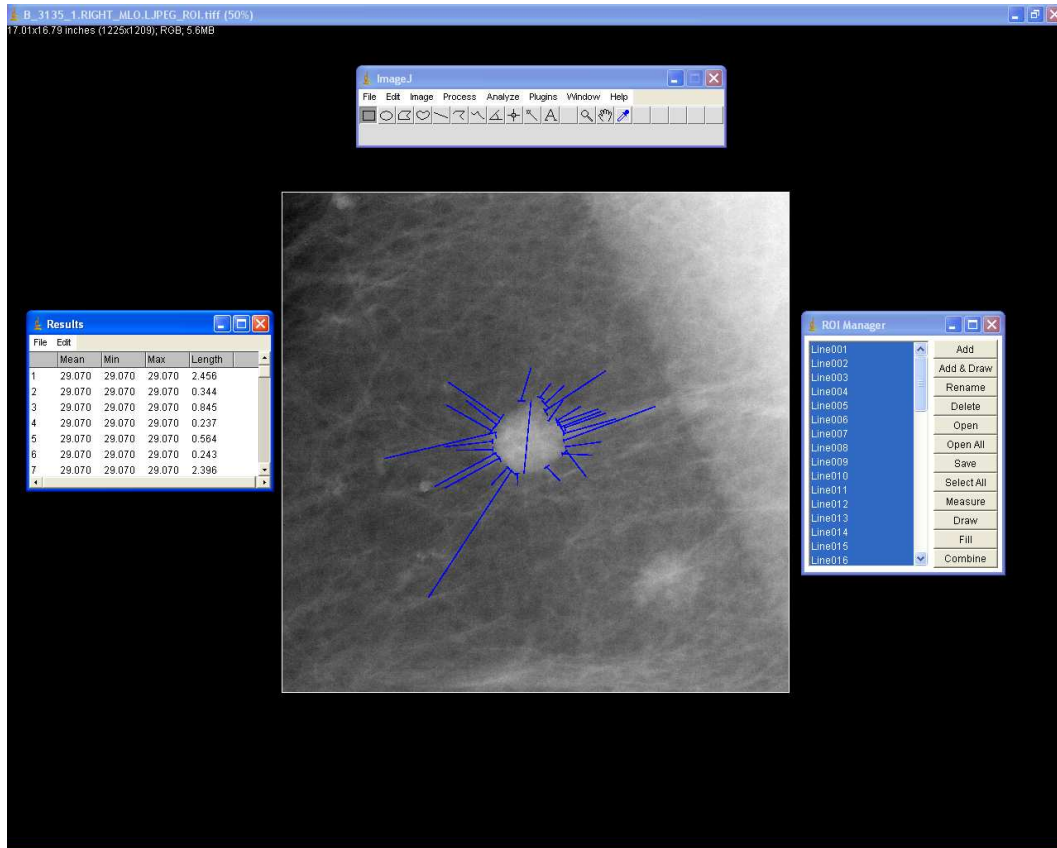 B_3135_1.RIGHT_MLO.LJPEG_ROI.tiff (50%)
17.01x16.79 inches (1225x1209); RGB; 5.6MB
ImageJ
File Edit Image Process Analyze Plugins Window Help
A
Results
File Edit
Mean Min Max Length
1 29.070 29.070 29.070 2.456
2 29.070 29.070 29.070 0.344
3 29.070 29.070 29.070 0.845
4 29.070 29.070 29.070 0.237
5 29.070 29.070 29.070 0.564
6 29.070 29.070 29.070 0.243
7 29.070 29.070 29.070 2.396
ROI Manager
Line001
Line002
Line003
Line004
Line005
Line006
Line007
Line008
Line009
Line010
Line011
Line012
Line013
Line014
Line015
Line016
Add
Add & Draw
Rename
Delete
Open
Open All
Save
Select All
Measure
Draw
Fill
Combine